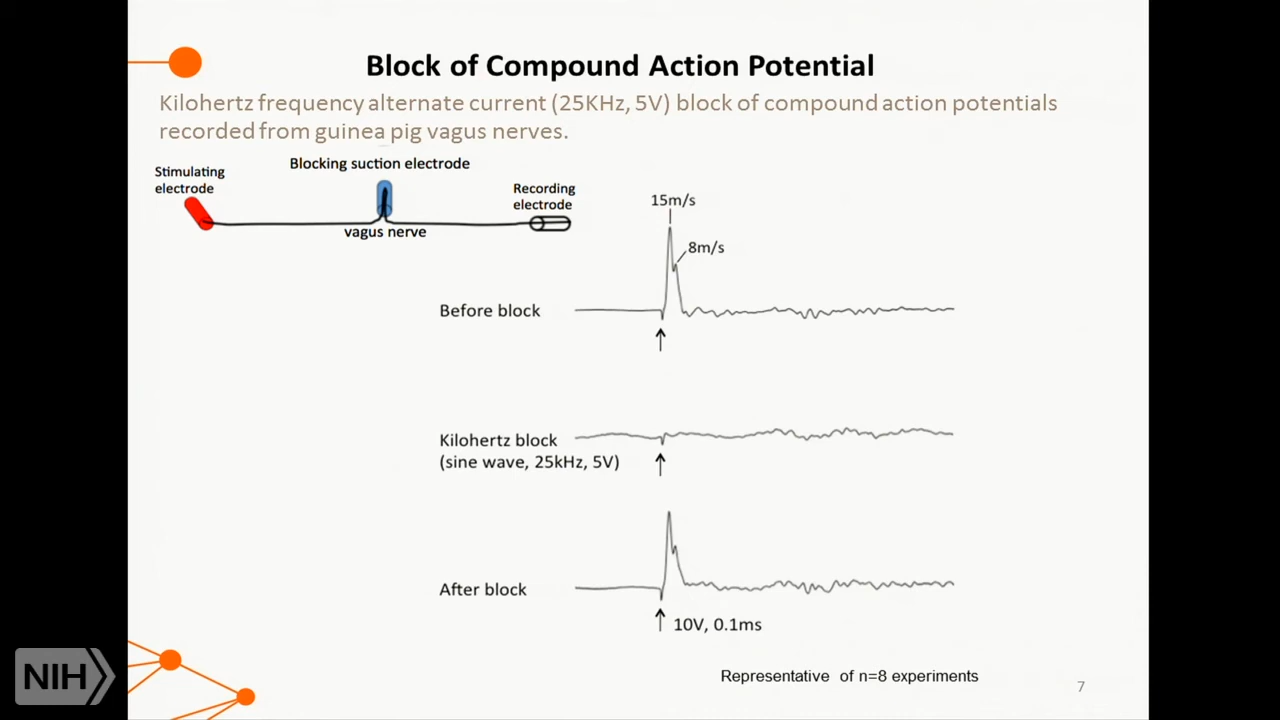 Block of Compound Action Potential
Kilohertz frequency alternate current (25KHz, 5V) block of compound action potentials
recorded from guinea pig vagus nerves.
Stimulating
electrode
Blocking suction electrode
Recording
electrode
vagus nerve
15m/s
8m/s
Before block
Kilohertz block
(sine wave, 25kHz, 5V)
After block
10V, 0.1ms
Representative of n=8 experiments
7
NIH